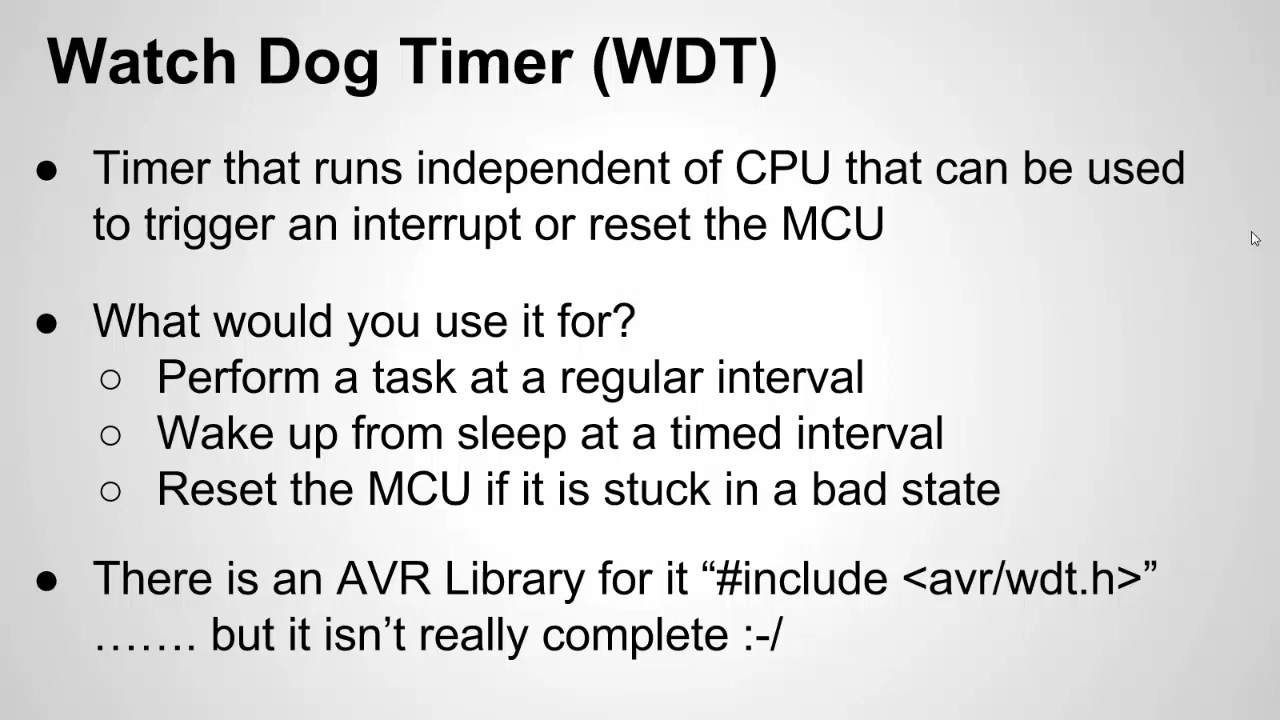 Watch Dog Timer (WDT)
● Timer that runs independent of CPU that can be used
to trigger an interrupt or reset the MCU
● What would you use it for?
○ Perform a task at a regular interval
○ Wake up from sleep at a timed interval
○ Reset the MCU if it is stuck in a bad state
● There is an AVR Library for it “#include <avr/wdt.h>”
……. but it isn’t really complete :-/